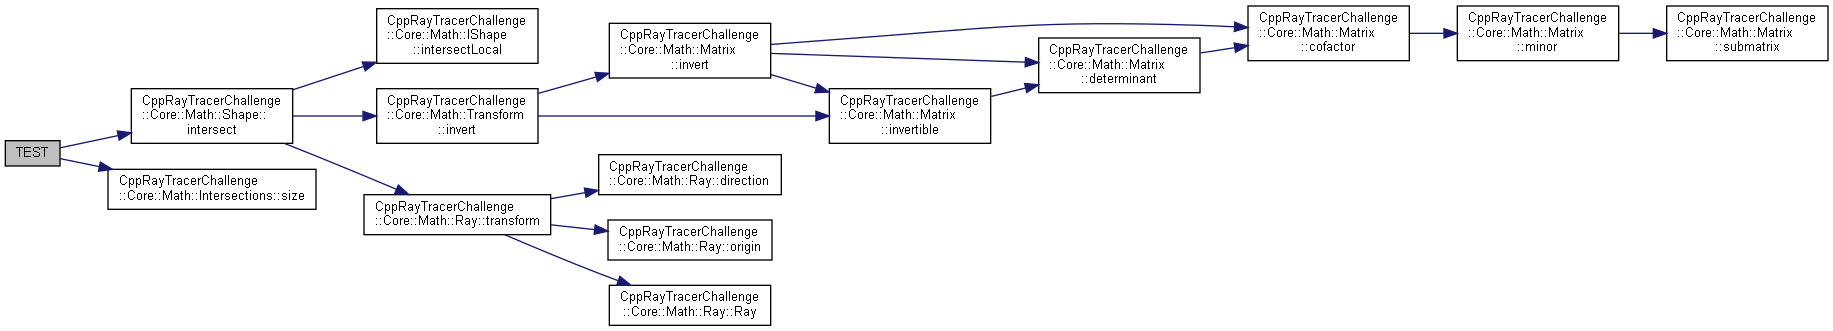 TEST
CppRayTracerChallenge
::Core::Math::Shape::
intersect
CppRayTracerChallenge
::Core::Math::Intersections::size
CppRayTracerChallenge
::Core::Math::IShape
::intersectLocal
CppRayTracerChallenge
::Core::Math::Transform
::invert
CppRayTracerChallenge
::Core::Math::Ray::transform
CppRayTracerChallenge
::Core::Math::Matrix
::invert
CppRayTracerChallenge
::Core::Math::Ray::direction
CppRayTracerChallenge
::Core::Math::Ray::origin
CppRayTracerChallenge
::Core::Math::Ray::Ray
CppRayTracerChallenge
::Core::Math::Matrix
::invertible
CppRayTracerChallenge
::Core::Math::Matrix
::determinant
CppRayTracerChallenge
::Core::Math::Matrix
::cofactor
CppRayTracerChallenge
::Core::Math::Matrix
::minor
CppRayTracerChallenge
::Core::Math::Matrix
::submatrix